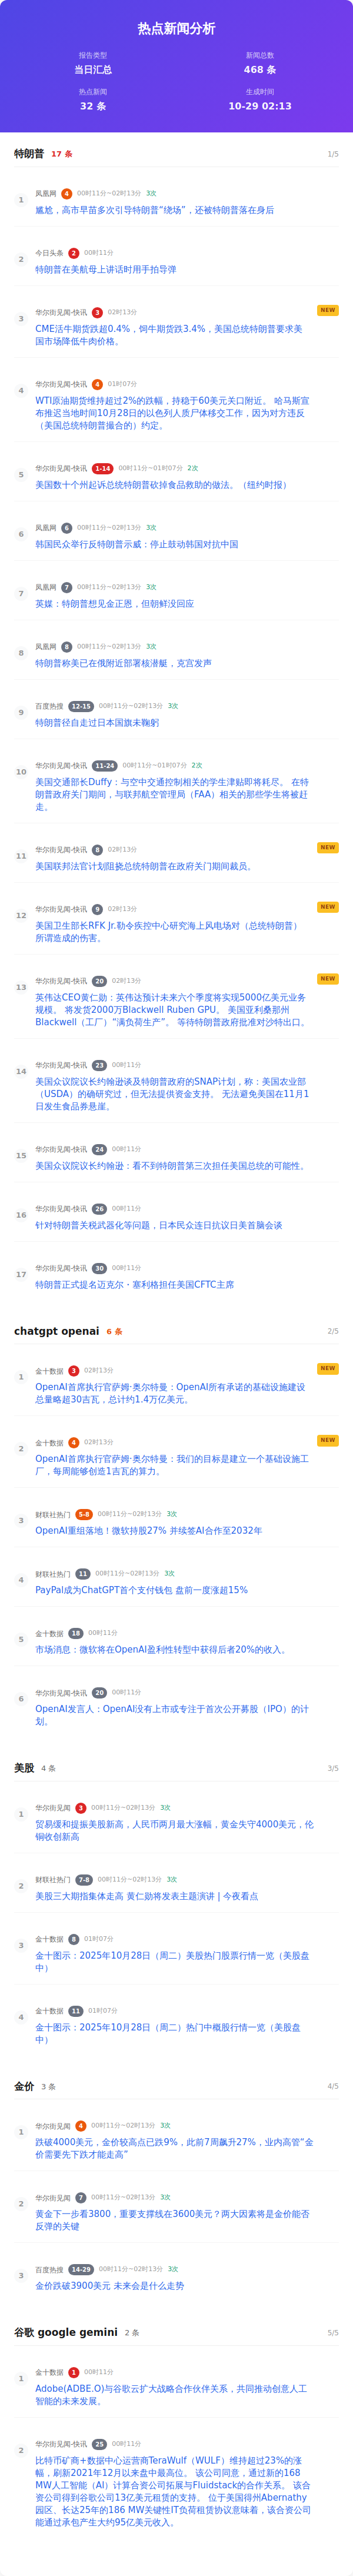 热点新闻分析
报告类型
当日汇总
新闻总数
468 条
热点新闻
32 条
生成时间
10-29 02:13
特朗普 17 条 1/5
1
凤凰网 4 00时11分~02时13分 3次
尴尬，高市早苗多次引导特朗普“绕场”，还被特朗普落在身后
2
今日头条 2 00时11分
特朗普在美航母上讲话时用手拍导弹
3
华尔街见闻-快讯 3 02时13分 NEW
CME活牛期货跌超0.4%，饲牛期货跌3.4%，美国总统特朗普要求美
国市场降低牛肉价格。
4
华尔街见闻-快讯 4 01时07分
WTI原油期货维持超过2%的跌幅，持稳于60美元关口附近。 哈马斯宣
布推迟当地时间10月28日的以色列人质尸体移交工作，因为对方违反
（美国总统特朗普撮合的）约定。
5
华尔街见闻-快讯 1-14 00时11分~01时07分 2次
美国数十个州起诉总统特朗普砍掉食品救助的做法。（纽约时报）
6
凤凰网 6 00时11分~02时13分 3次
韩国民众举行反特朗普示威：停止鼓动韩国对抗中国
7
凤凰网 7 00时11分~02时13分 3次
英媒：特朗普想见金正恩，但朝鲜没回应
8
凤凰网 8 00时11分~02时13分 3次
特朗普称美已在俄附近部署核潜艇，克宫发声
9
百度热搜 12-15 00时11分~02时13分 3次
特朗普径自走过日本国旗未鞠躬
10
华尔街见闻-快讯 11-24 00时11分~01时07分 2次
美国交通部长Duffy：与空中交通控制相关的学生津贴即将耗尽。 在特
朗普政府关门期间，与联邦航空管理局（FAA）相关的那些学生将被赶
走。
11
华尔街见闻-快讯 8 02时13分 NEW
美国联邦法官计划阻挠总统特朗普在政府关门期间裁员。
12
华尔街见闻-快讯 9 02时13分 NEW
美国卫生部长RFK Jr.勒令疾控中心研究海上风电场对（总统特朗普）
所谓造成的伤害。
13
华尔街见闻-快讯 20 02时13分 NEW
英伟达CEO黄仁勋：英伟达预计未来六个季度将实现5000亿美元业务
规模。 将发货2000万Blackwell Ruben GPU。 美国亚利桑那州
Blackwell（工厂）“满负荷生产”。 等待特朗普政府批准对沙特出口。
14
华尔街见闻-快讯 23 00时11分
美国众议院议长约翰逊谈及特朗普政府的SNAP计划，称：美国农业部
（USDA）的确研究过，但无法提供资金支持。 无法避免美国在11月1
日发生食品券悬崖。
15
华尔街见闻-快讯 24 00时11分
美国众议院议长约翰逊：看不到特朗普第三次担任美国总统的可能性。
16
华尔街见闻-快讯 26 00时11分
针对特朗普关税武器化等问题，日本民众连日抗议日美首脑会谈
17
华尔街见闻-快讯 30 00时11分
特朗普正式提名迈克尔・塞利格担任美国CFTC主席
chatgpt openai 6 条 2/5
1
金十数据 3 02时13分 NEW
OpenAI首席执行官萨姆·奥尔特曼：OpenAI所有承诺的基础设施建设
总量略超30吉瓦，总计约1.4万亿美元。
2
金十数据 4 02时13分 NEW
OpenAI首席执行官萨姆·奥尔特曼：我们的目标是建立一个基础设施工
厂，每周能够创造1吉瓦的算力。
3
财联社热门 5-8 00时11分~02时13分 3次
OpenAI重组落地！微软持股27% 并续签AI合作至2032年
4
财联社热门 11 00时11分~02时13分 3次
PayPal成为ChatGPT首个支付钱包 盘前一度涨超15%
5
金十数据 18 00时11分
市场消息：微软将在OpenAI盈利性转型中获得后者20%的收入。
6
华尔街见闻-快讯 20 00时11分
OpenAI发言人：OpenAI没有上市或专注于首次公开募股（IPO）的计
划。
美股 4 条 3/5
1
华尔街见闻 3 00时11分~02时13分 3次
贸易缓和提振美股新高，人民币两月最大涨幅，黄金失守4000美元，伦
铜收创新高
2
财联社热门 7-8 00时11分~02时13分 3次
美股三大期指集体走高 黄仁勋将发表主题演讲 | 今夜看点
3
金十数据 8 01时07分
金十图示：2025年10月28日（周二）美股热门股票行情一览（美股盘
中）
4
金十数据 11 01时07分
金十图示：2025年10月28日（周二）热门中概股行情一览（美股盘
中）
金价 3 条 4/5
1
华尔街见闻 4 00时11分~02时13分 3次
跌破4000美元，金价较高点已跌9%，此前7周飙升27%，业内高管“金
价需要先下跌才能走高”
2
华尔街见闻 7 00时11分~02时13分 3次
黄金下一步看3800，重要支撑线在3600美元？两大因素将是金价能否
反弹的关键
3
百度热搜 14-29 00时11分~02时13分 3次
金价跌破3900美元 未来会是什么走势
谷歌 google gemini 2 条 5/5
1
金十数据 1 00时11分
Adobe(ADBE.O)与谷歌云扩大战略合作伙伴关系，共同推动创意人工
智能的未来发展。
2
华尔街见闻-快讯 25 00时11分
比特币矿商+数据中心运营商TeraWulf（WULF）维持超过23%的涨
幅，刷新2021年12月以来盘中最高位。 该公司同意，通过新的168
MW人工智能（AI）计算合资公司拓展与Fluidstack的合作关系。 该合
资公司得到谷歌公司13亿美元租赁的支持。 位于美国得州Abernathy
园区、长达25年的186 MW关键性IT负荷租赁协议意味着，该合资公司
能通过承包产生大约95亿美元收入。